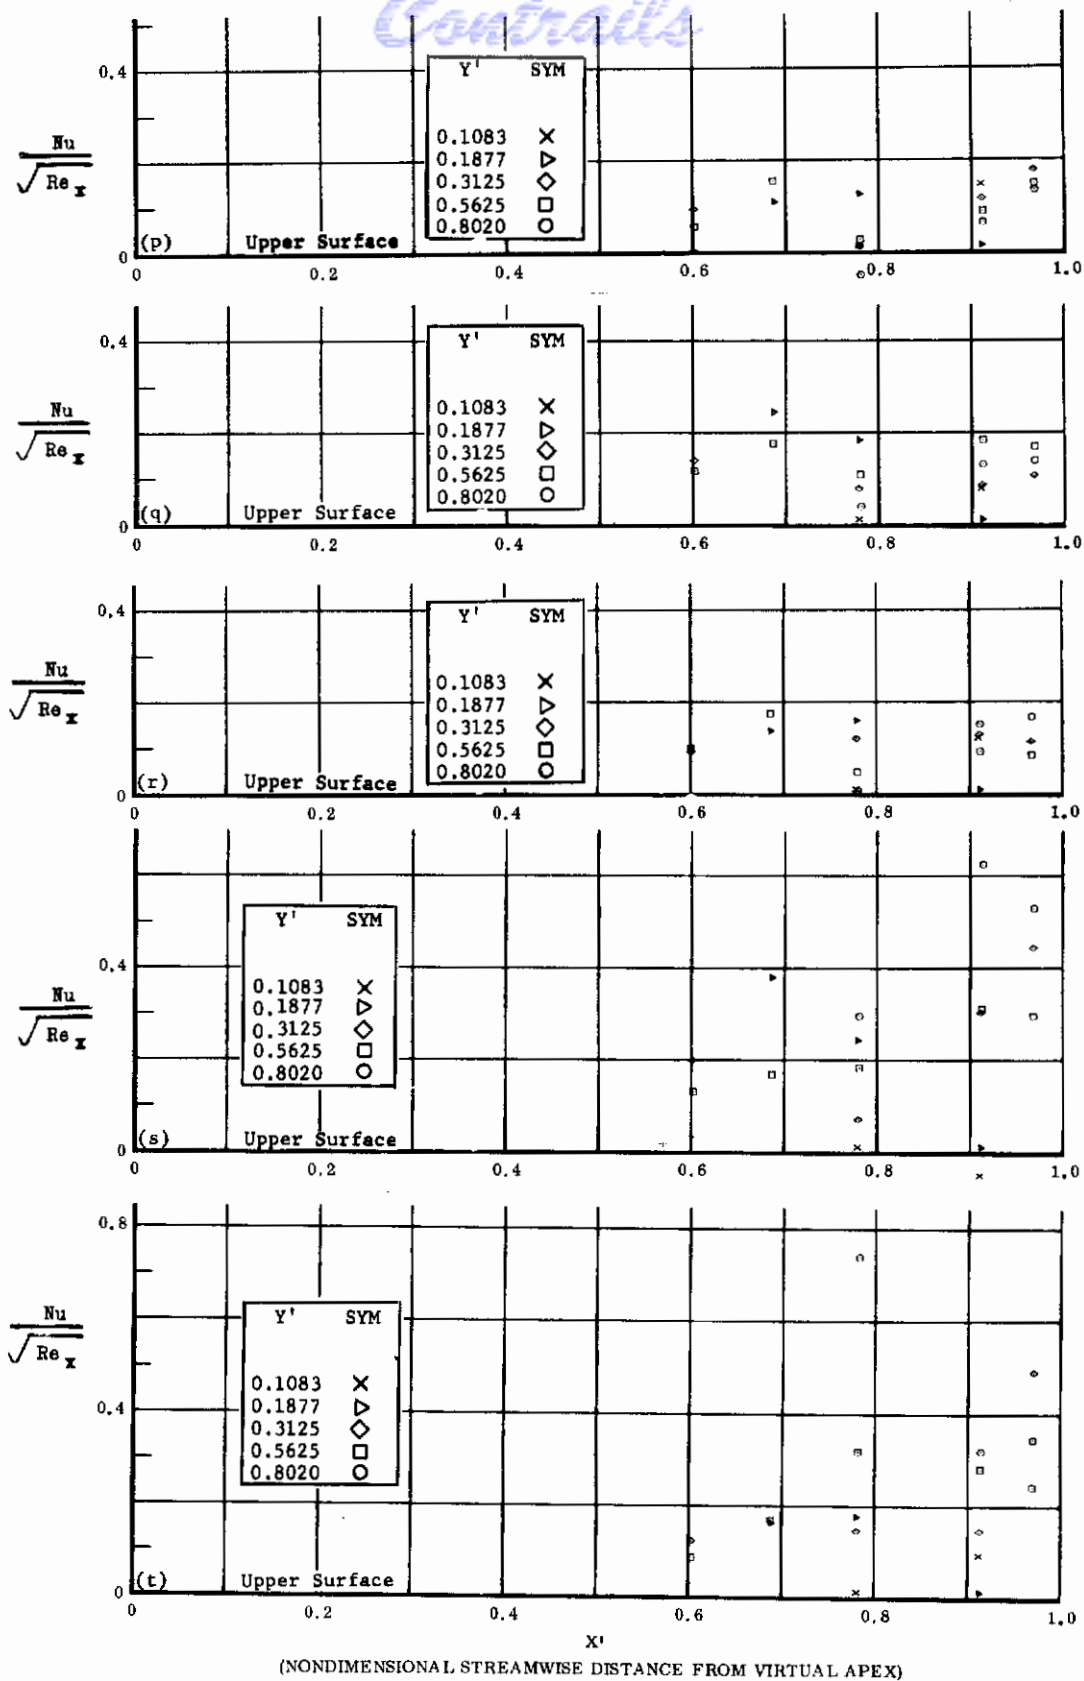 Contrails
Y' SYM
0.4
0.1083 ×
Nu
0.1877 ▷
√Re x
0.3125 ◇
0.5625 □
0.8020 ○
(p) Upper Surface
0
0 0.2 0.4 0.6 0.8 1.0
Y' SYM
0.4
0.1083 ×
Nu
0.1877 ▷
√Re x
0.3125 ◇
0.5625 □
0.8020 ○
(q) Upper Surface
0
0 0.2 0.4 0.6 0.8 1.0
Y' SYM
0.4
Nu
0.1083 ×
√Re x
0.1877 ▷
0.3125 ◇
0.5625 □
0.8020 ○
(r) Upper Surface
0
0 0.2 0.4 0.6 0.8 1.0
Y' SYM
0.4
0.1083 ×
Nu
0.1877 ▷
√Re x
0.3125 ◇
0.5625 □
0.8020 ○
(s) Upper Surface
0
0 0.2 0.4 0.6 0.8 1.0
0.8
Y' SYM
Nu
√Re x
0.1083 ×
0.4
0.1877 ▷
0.3125 ◇
0.5625 □
0.8020 ○
(t) Upper Surface
0
0 0.2 0.4 0.6 0.8 1.0
X'
(NONDIMENSIONAL STREAMWISE DISTANCE FROM VIRTUAL APEX)